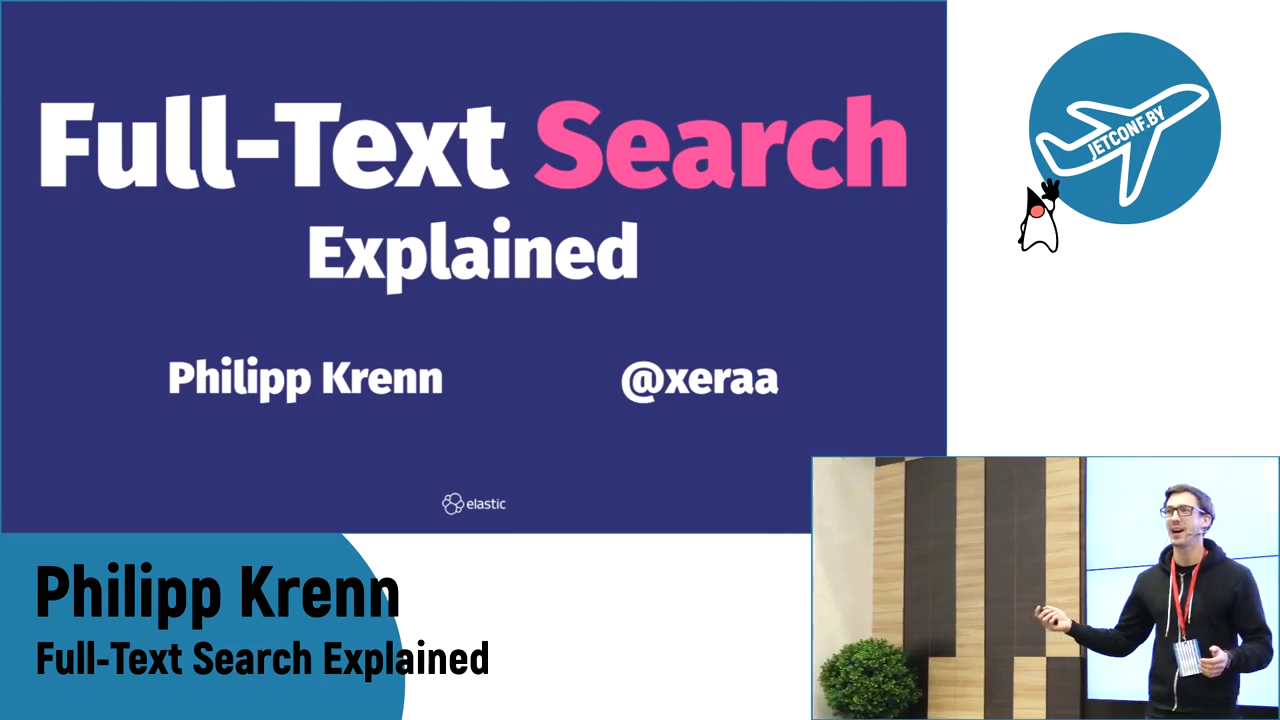 Full-Text Search
Explained
Philipp Krenn @xeraa
elastic
JETCONF.BY
Philipp Krenn
Full-Text Search Explained